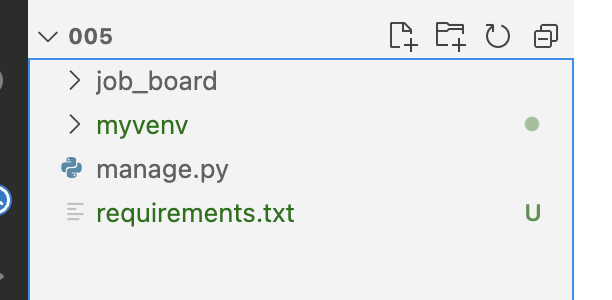 005
job_board
myvenv
manage.py
requirements.txt U